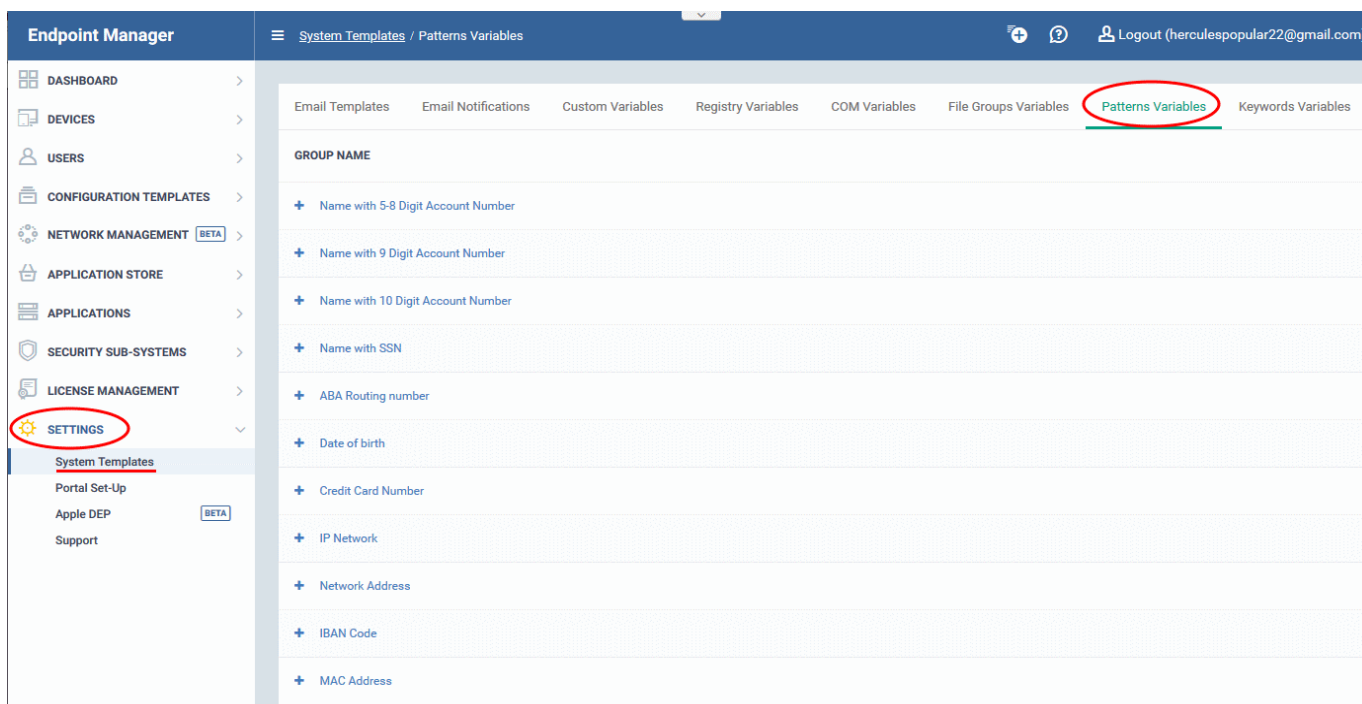 Endpoint Manager
System Templates / Patterns Variables
Logout (herculespopular22@gmail.com
DASHBOARD
DEVICES
USERS
CONFIGURATION TEMPLATES
NETWORK MANAGEMENT BETA
APPLICATION STORE
APPLICATIONS
SECURITY SUB-SYSTEMS
LICENSE MANAGEMENT
SETTINGS
System Templates
Portal Set-Up
Apple DEP BETA
Support
Email Templates Email Notifications Custom Variables Registry Variables COM Variables File Groups Variables Patterns Variables Keywords Variables
GROUP NAME
Name with 5-8 Digit Account Number
Name with 9 Digit Account Number
Name with 10 Digit Account Number
Name with SSN
ABA Routing number
Date of birth
Credit Card Number
IP Network
Network Address
IBAN Code
MAC Address